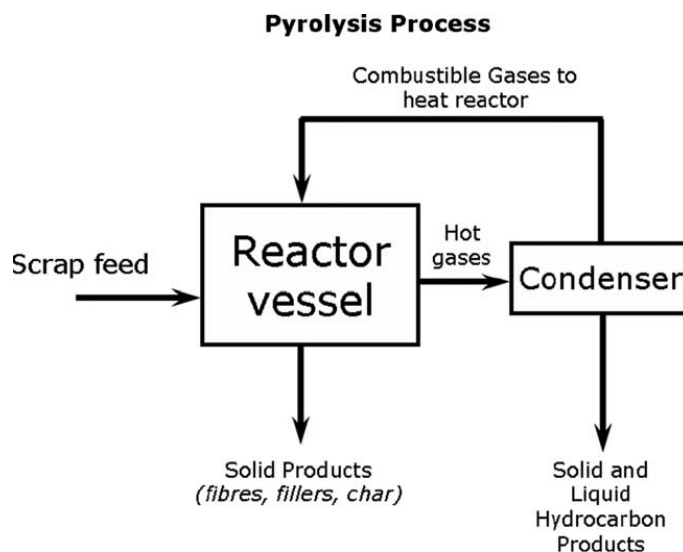 Pyrolysis Process
Combustible Gases to
heat reactor
Scrap feed
Reactor
vessel
Hot
gases
Condenser
Solid Products
(fibres, fillers, char)
Solid and
Liquid
Hydrocarbon
Products